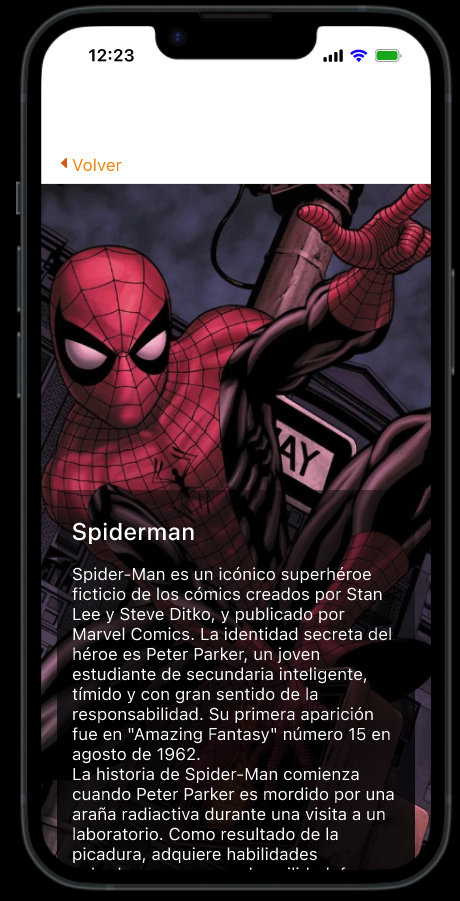 12:23
Volver
WAY
Spiderman
Spider-Man es un icónico superhéroe
ficticio de los cómics creados por Stan
Lee y Steve Ditko, y publicado por
Marvel Comics. La identidad secreta del
héroe es Peter Parker, un joven
estudiante de secundaria inteligente,
tímido y con gran sentido de la
responsabilidad. Su primera aparición
fue en "Amazing Fantasy" número 15 en
agosto de 1962.
La historia de Spider-Man comienza
cuando Peter Parker es mordido por una
araña radiactiva durante una visita a un
laboratorio. Como resultado de la
picadura, adquiere habilidades